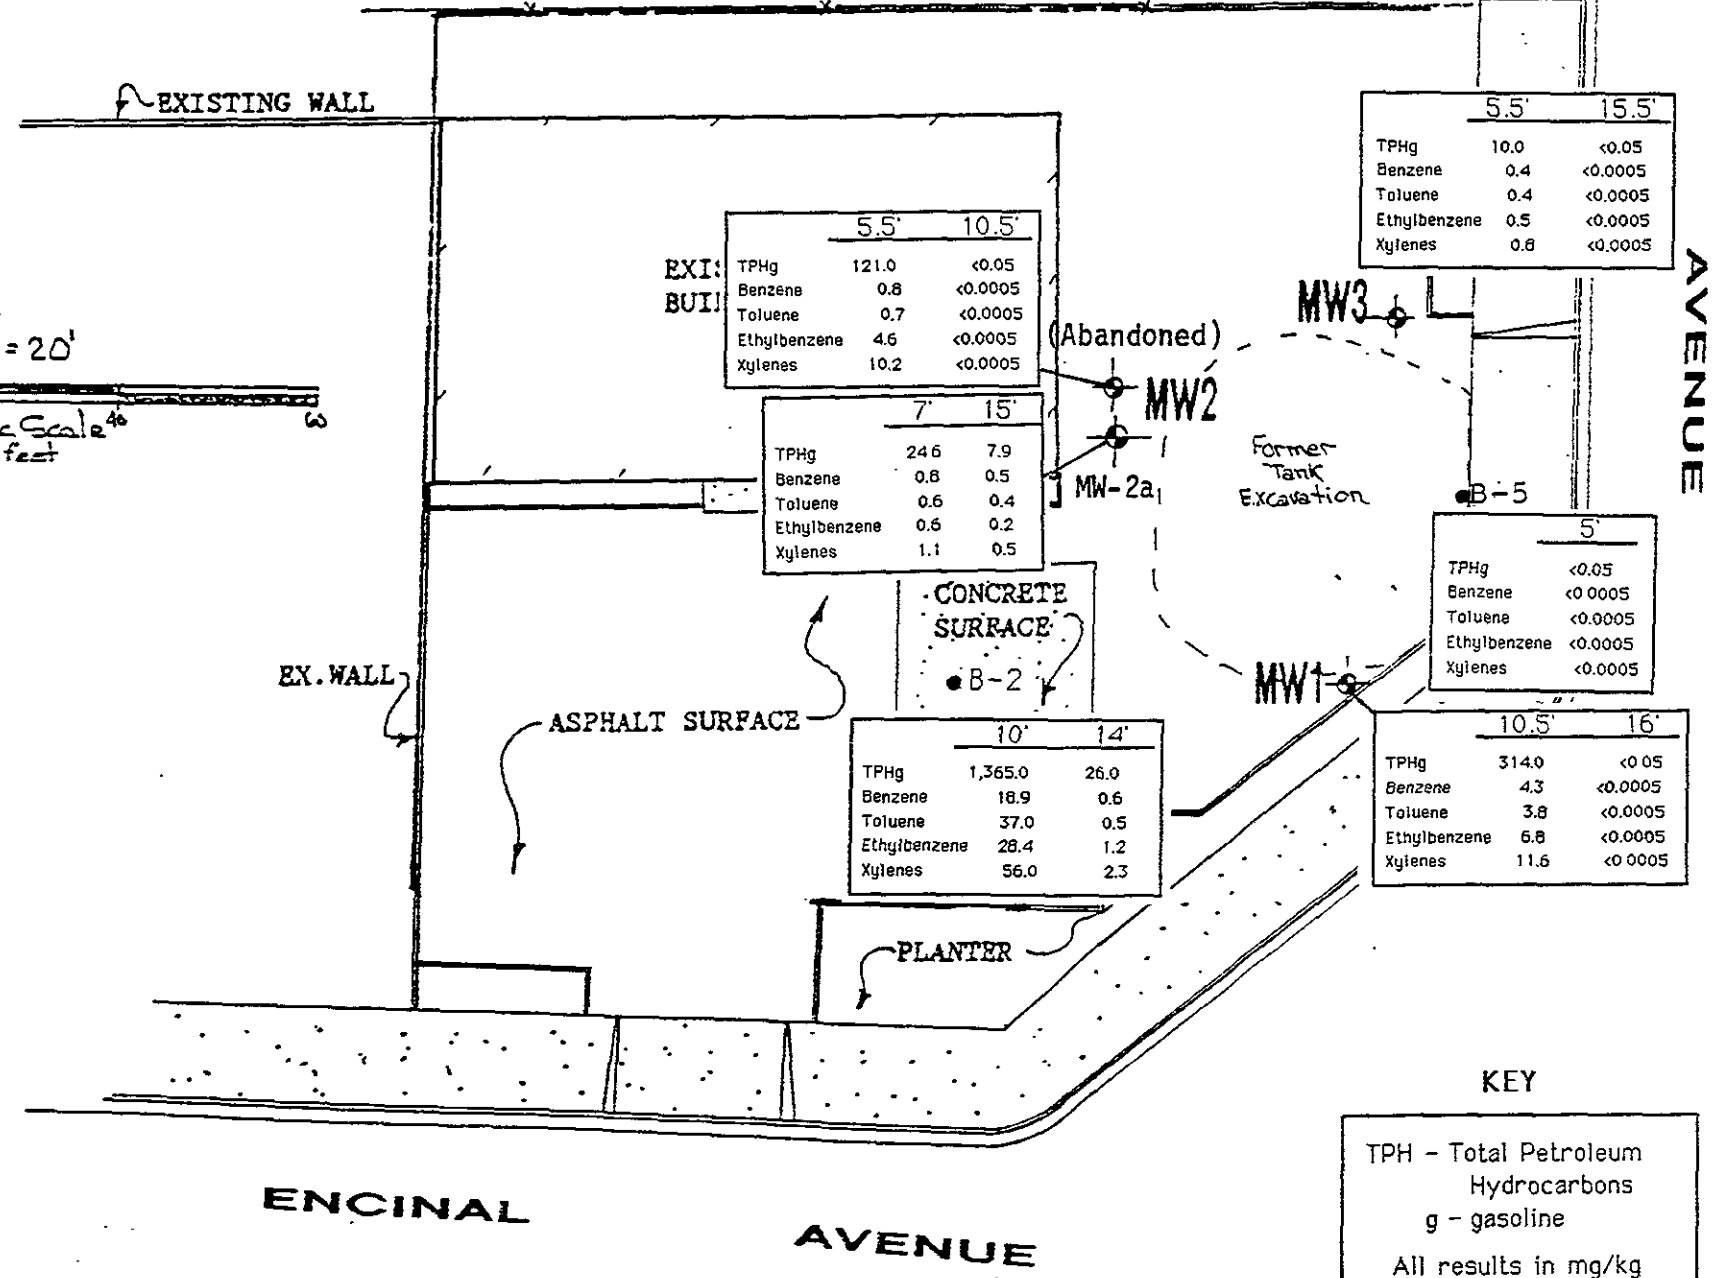 EXISTING WALL
= 20'
c Scale 40
feet
EXIS
BUI
5.5' 10.5'
TPHg 121.0 <0.05
Benzene 0.8 <0.0005
Toluene 0.7 <0.0005
Ethylbenzene 4.6 <0.0005
Xylenes 10.2 <0.0005
5.5' 15.5'
TPHg 10.0 <0.05
Benzene 0.4 <0.0005
Toluene 0.4 <0.0005
Ethylbenzene 0.5 <0.0005
Xylenes 0.8 <0.0005
AVENUE
MW3
(Abandoned)
MW2
7' 15'
TPHg 24 6 7.9
Benzene 0.8 0.5
Toluene 0.6 0.4
Ethylbenzene 0.6 0.2
Xylenes 1.1 0.5
MW-2a
Former
Tank
Excavation
B-5
5'
TPHg <0.05
Benzene <0 0005
Toluene <0.0005
Ethylbenzene <0.0005
Xylenes <0.0005
CONCRETE
SURFACE
B-2
EX.WALL
MW1
ASPHALT SURFACE
10' 14'
TPHg 1,365.0 26.0
Benzene 18.9 0.6
Toluene 37.0 0.5
Ethylbenzene 28.4 1.2
Xylenes 56.0 2.3
10.5' 16'
TPHg 314.0 <0 05
Benzene 4.3 <0.0005
Toluene 3.8 <0.0005
Ethylbenzene 6.8 <0.0005
Xylenes 11.6 <0 0005
PLANTER
ENCINAL
AVENUE
KEY
TPH - Total Petroleum
Hydrocarbons
g - gasoline
All results in mg/kg